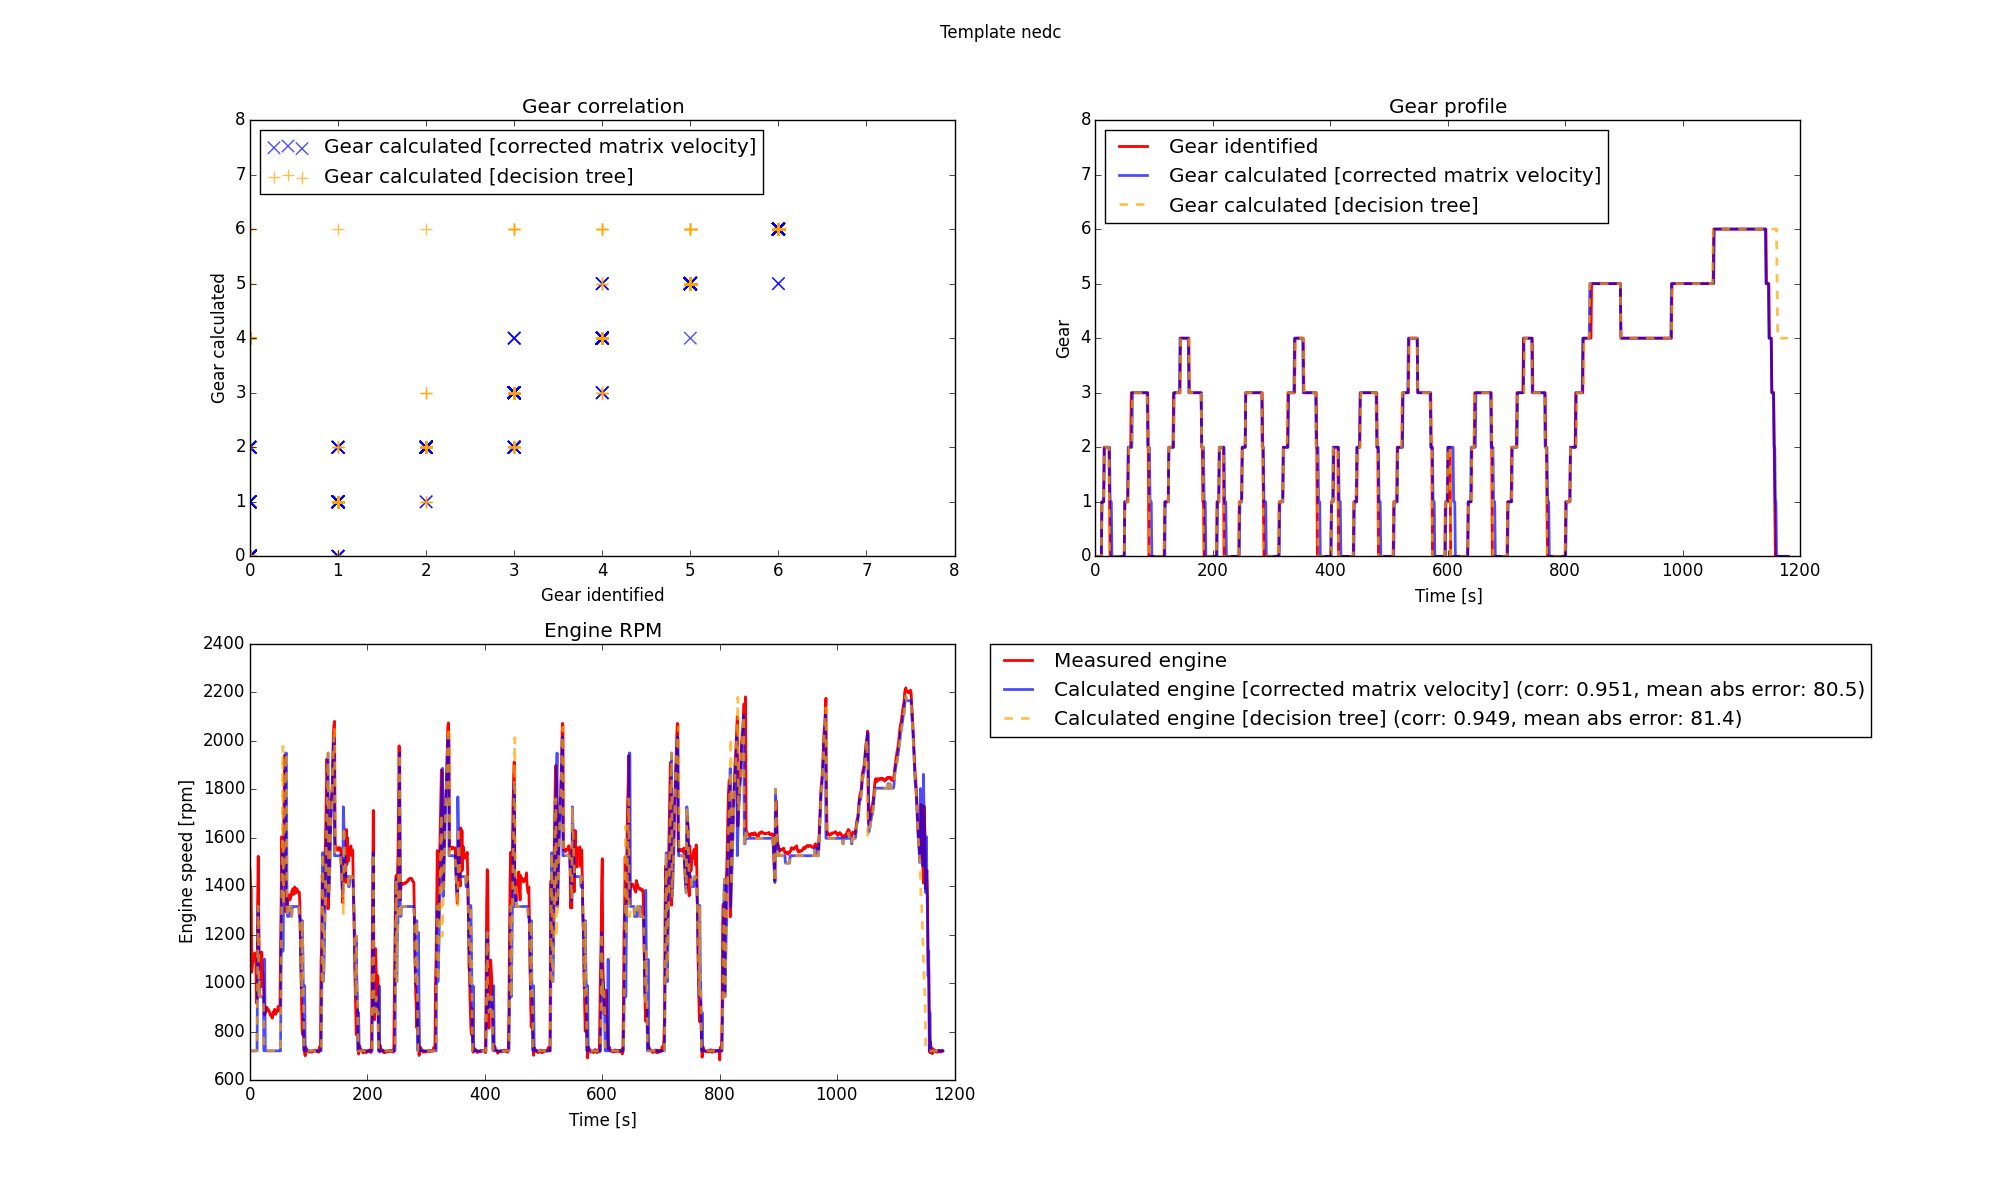 Template nedc
Gear correlation
Gear calculated [corrected matrix velocity]
Gear calculated [decision tree]
8
7
6
5
4
3
2
1
0
Gear calculated
0 1 2 3 4 5 6 7 8
Gear identified
Gear profile
Gear identified
Gear calculated [corrected matrix velocity]
Gear calculated [decision tree]
8
7
6
5
4
3
2
1
0
Gear
0 200 400 600 800 1000 1200
Time [s]
Engine RPM
2400
2200
2000
1800
1600
1400
1200
1000
800
600
Engine speed [rpm]
0 200 400 600 800 1000 1200
Time [s]
Measured engine
Calculated engine [corrected matrix velocity] (corr: 0.951, mean abs error: 80.5)
Calculated engine [decision tree] (corr: 0.949, mean abs error: 81.4)